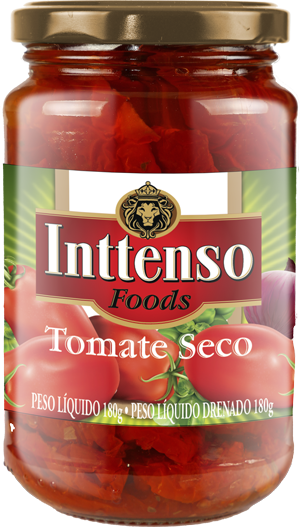 Inttenso
Foods
Tomate Seco
PESO LÍQUIDO 180g • PESO LÍQUIDO DRENADO 180g